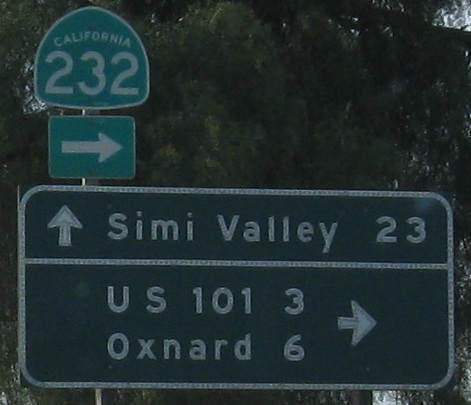 CALIFORNIA
232
Simi Valley 23
US 101 3
Oxnard 6